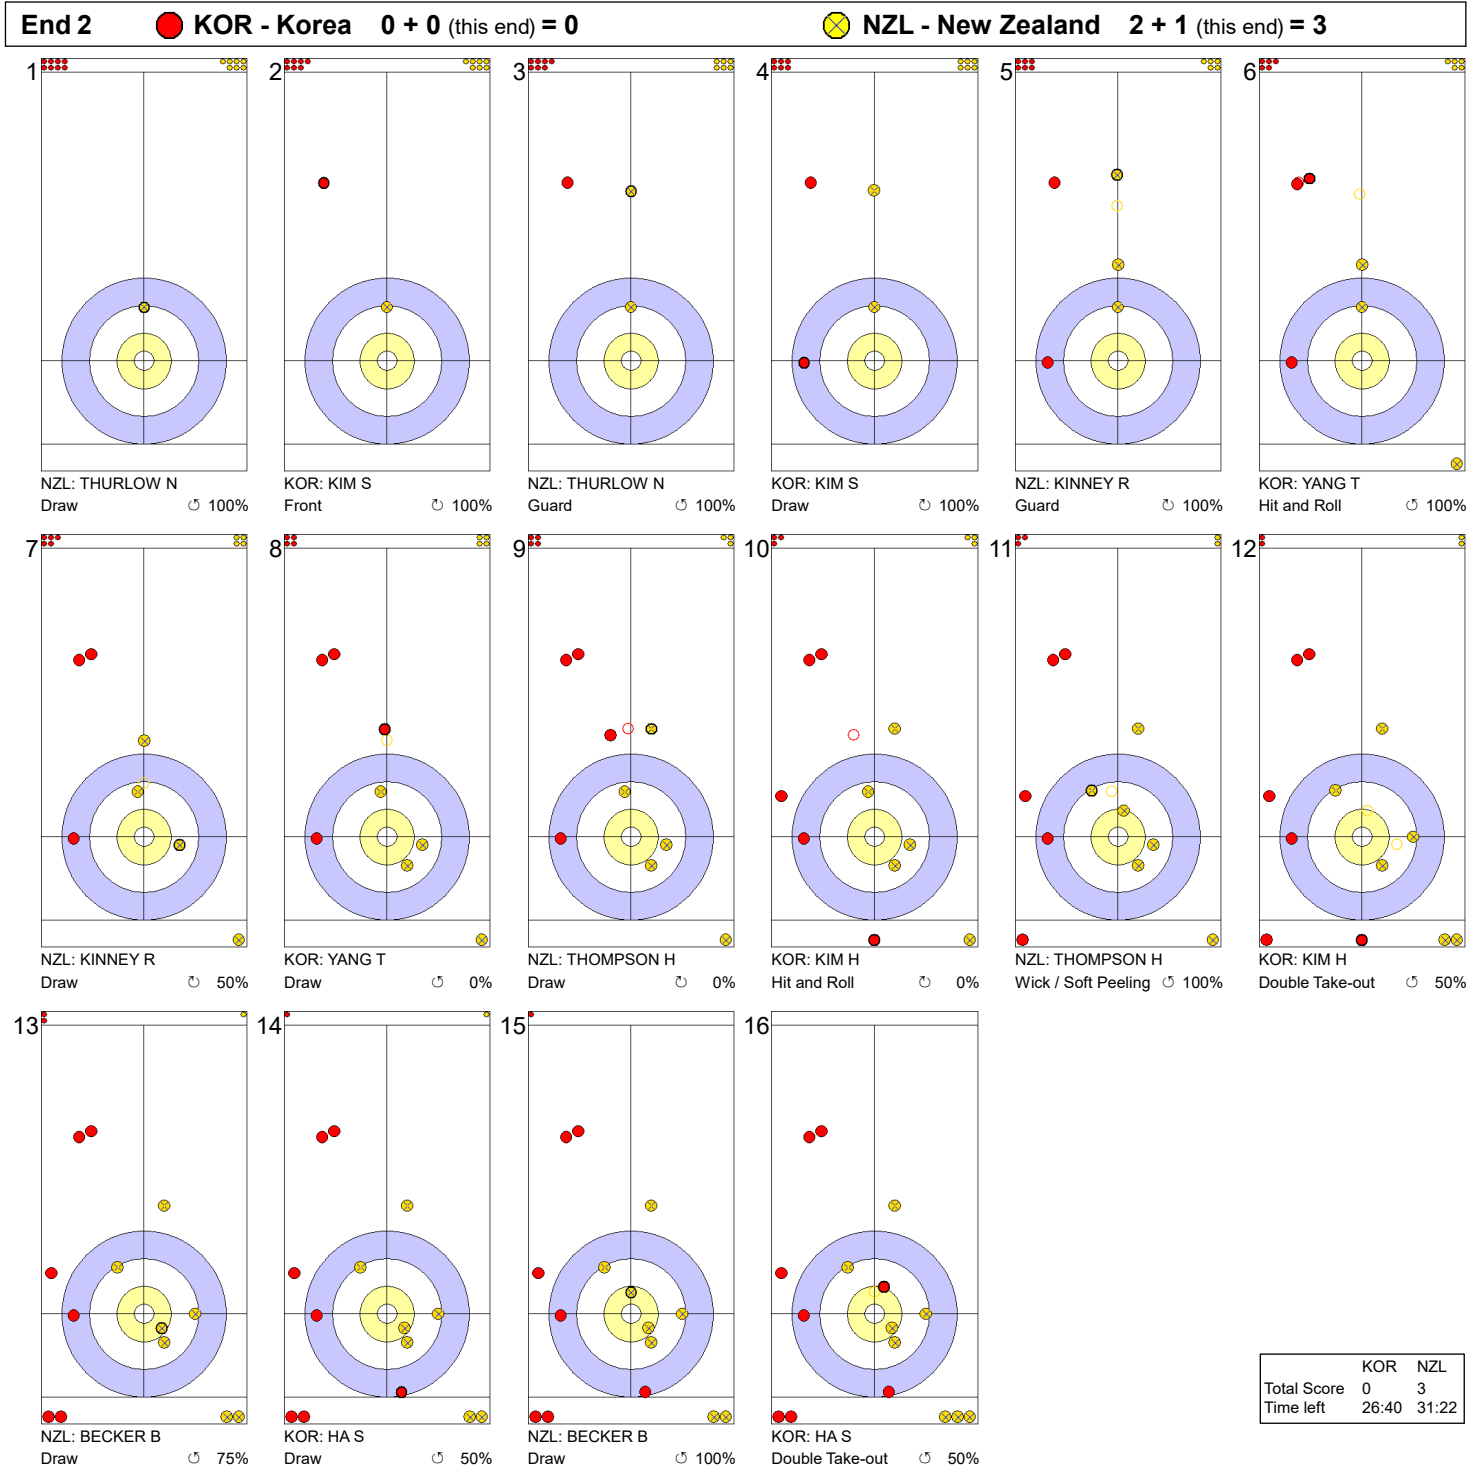 End 2 KOR - Korea 0 + 0 (this end) = 0 NZL - New Zealand 2 + 1 (this end) = 3
1 2 3 4 5 6
NZL: THURLOW N KOR: KIM S NZL: THURLOW N KOR: KIM S NZL: KINNEY R KOR: YANG T
Draw ↺ 100% Front ↻ 100% Guard ↺ 100% Draw ↻ 100% Guard ↻ 100% Hit and Roll ↺ 100%
7 8 9 10 11 12
NZL: KINNEY R KOR: YANG T NZL: THOMPSON H KOR: KIM H NZL: THOMPSON H KOR: KIM H
Draw ↻ 50% Draw ↺ 0% Draw ↻ 0% Hit and Roll ↻ 0% Wick / Soft Peeling ↺ 100% Double Take-out ↺ 50%
13 14 15 16
NZL: BECKER B KOR: HA S NZL: BECKER B KOR: HA S
Draw ↺ 75% Draw ↺ 50% Draw ↺ 100% Double Take-out ↺ 50%
KOR NZL
Total Score 0 3
Time left 26:40 31:22